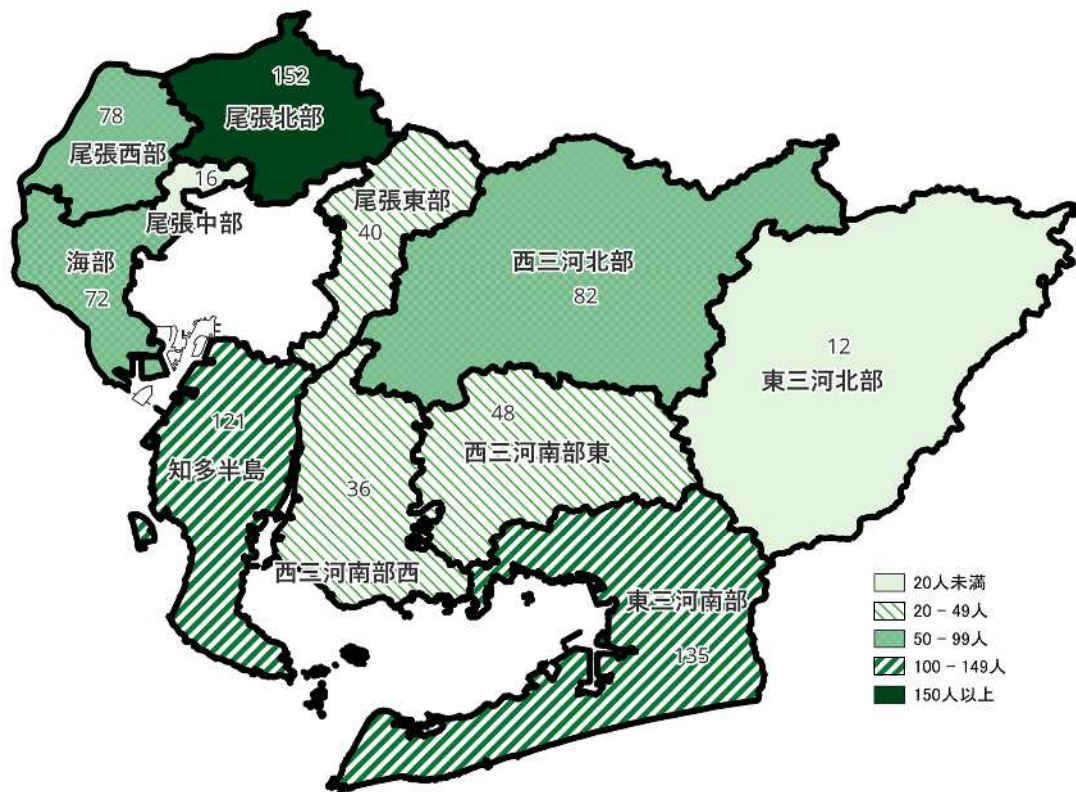 152
尾張北部
78
尾張西部
16
尾張中部
尾張東部
40
海部
72
西三河北部
82
12
東三河北部
121
知多半島
48
西三河南部東
36
西三河南部西
東三河南部
135
20人未満
20 - 49人
50 - 99人
100 - 149人
150人以上